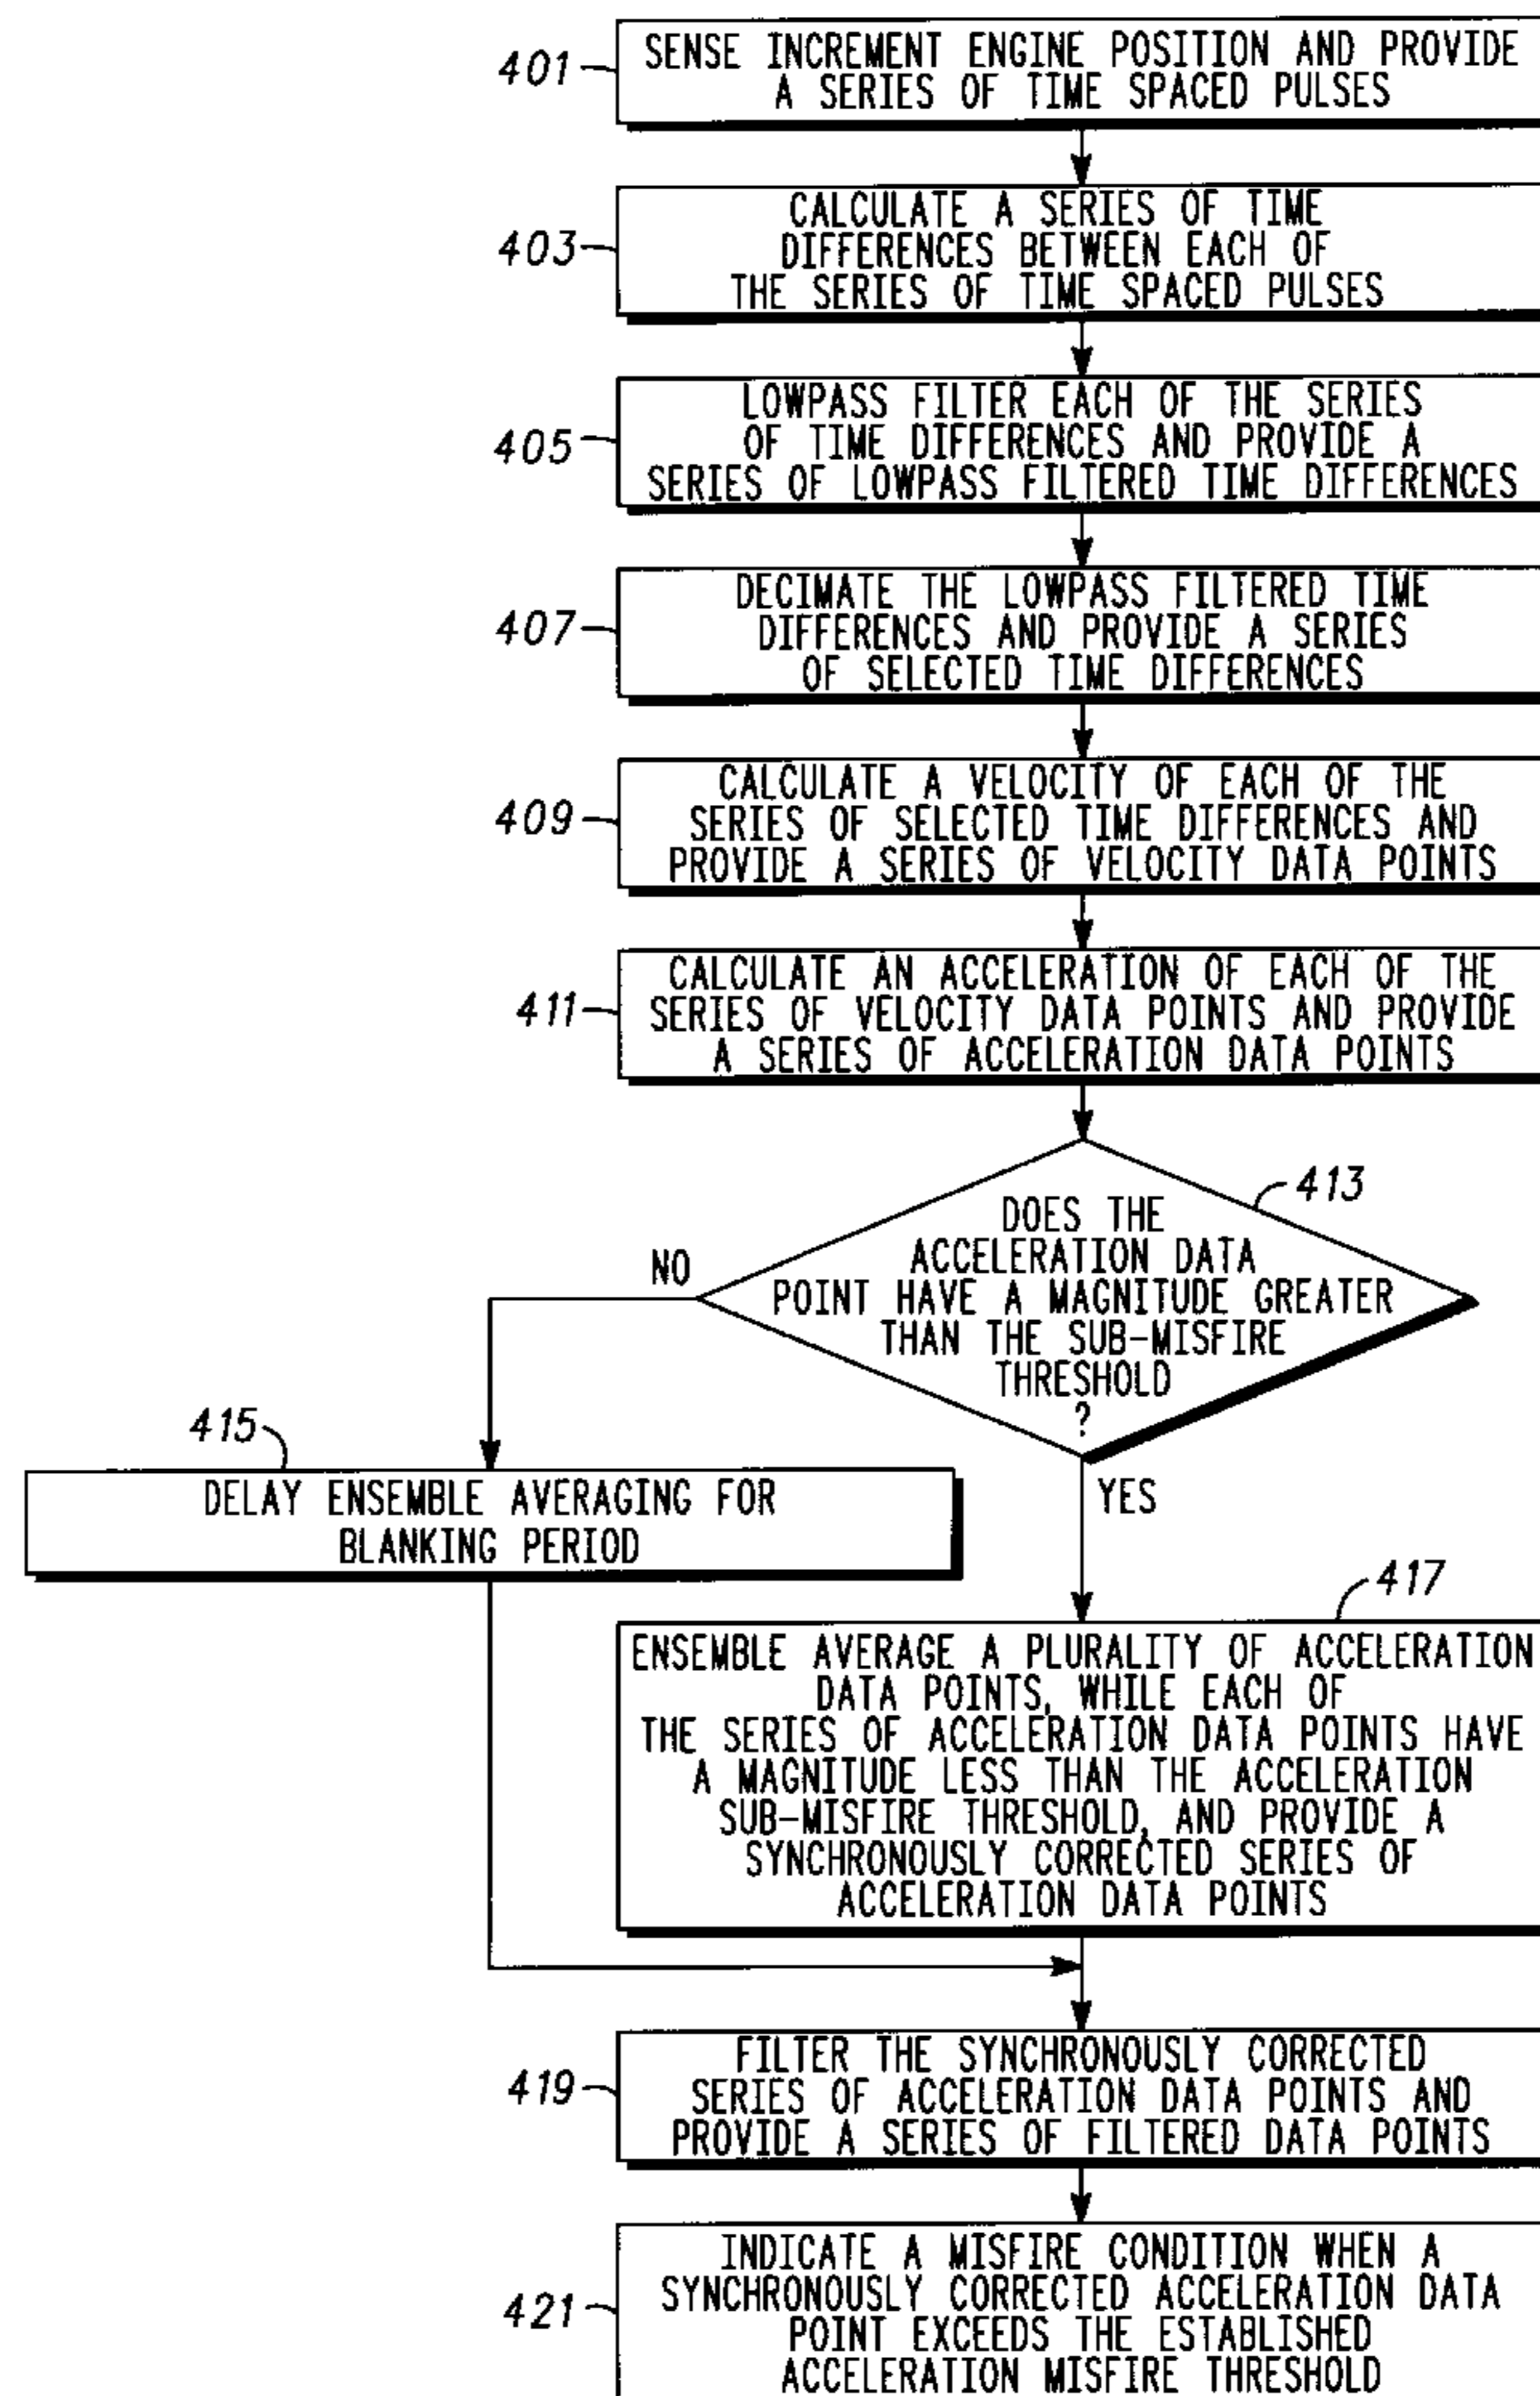 401
SENSE INCREMENT ENGINE POSITION AND PROVIDE
A SERIES OF TIME SPACED PULSES
403
CALCULATE A SERIES OF TIME
DIFFERENCES BETWEEN EACH OF
THE SERIES OF TIME SPACED PULSES
405
LOWPASS FILTER EACH OF THE SERIES
OF TIME DIFFERENCES AND PROVIDE A
SERIES OF LOWPASS FILTERED TIME DIFFERENCES
407
DECIMATE THE LOWPASS FILTERED TIME
DIFFERENCES AND PROVIDE A SERIES
OF SELECTED TIME DIFFERENCES
409
CALCULATE A VELOCITY OF EACH OF THE
SERIES OF SELECTED TIME DIFFERENCES AND
PROVIDE A SERIES OF VELOCITY DATA POINTS
411
CALCULATE AN ACCELERATION OF EACH OF THE
SERIES OF VELOCITY DATA POINTS AND PROVIDE
A SERIES OF ACCELERATION DATA POINTS
413
DOES THE
ACCELERATION DATA
POINT HAVE A MAGNITUDE GREATER
THAN THE SUB-MISFIRE
THRESHOLD
?
NO
YES
415
DELAY ENSEMBLE AVERAGING FOR
BLANKING PERIOD
417
ENSEMBLE AVERAGE A PLURALITY OF ACCELERATION
DATA POINTS, WHILE EACH OF
THE SERIES OF ACCELERATION DATA POINTS HAVE
A MAGNITUDE LESS THAN THE ACCELERATION
SUB-MISFIRE THRESHOLD, AND PROVIDE A
SYNCHRONOUSLY CORRECTED SERIES OF
ACCELERATION DATA POINTS
419
FILTER THE SYNCHRONOUSLY CORRECTED
SERIES OF ACCELERATION DATA POINTS AND
PROVIDE A SERIES OF FILTERED DATA POINTS
421
INDICATE A MISFIRE CONDITION WHEN A
SYNCHRONOUSLY CORRECTED ACCELERATION DATA
POINT EXCEEDS THE ESTABLISHED
ACCELERATION MISFIRE THRESHOLD